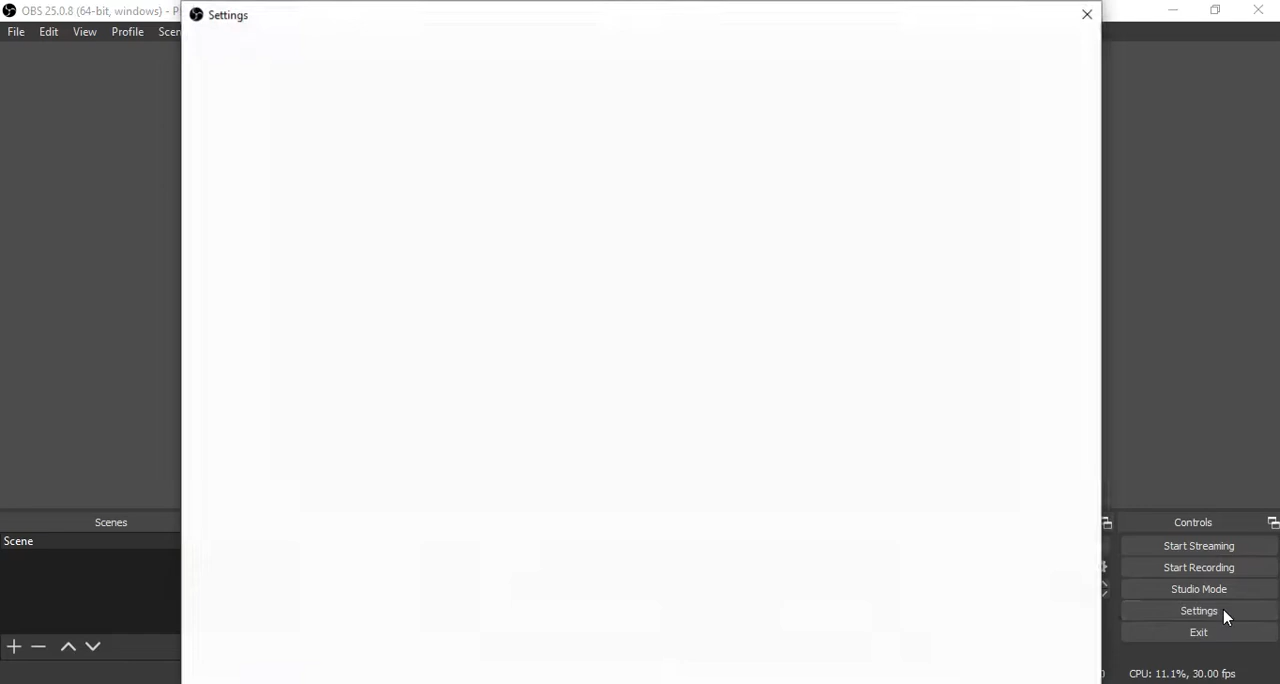 OBS 25.0.8 (64-bit, windows) - P
Settings
File Edit View Profile Scen
Scenes
Scene
Controls
Start Streaming
Start Recording
Studio Mode
Settings
Exit
CPU: 11.1%, 30.00 fps